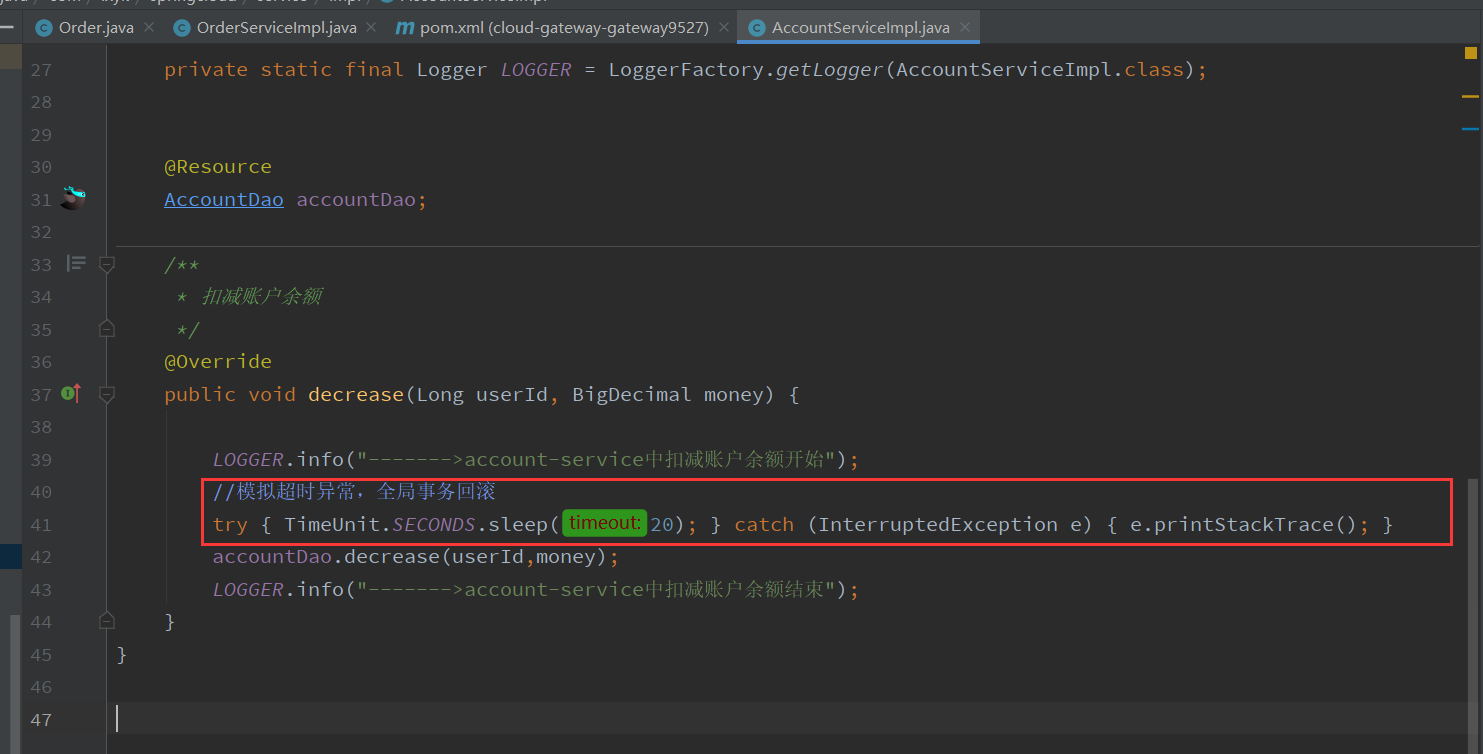 Order.java × OrderServiceImpl.java × m pom.xml (cloud-gateway-gateway9527) × AccountServiceImpl.java ×
27 private static final Logger LOGGER = LoggerFactory.getLogger(AccountServiceImpl.class);
28
29
30 @Resource
31 AccountDao accountDao;
32
33 /**
34 * 扣减账户余额
35 */
36 @Override
37 public void decrease(Long userId, BigDecimal money) {
38
39 LOGGER.info("------->account-service中扣减账户余额开始");
40 //模拟超时异常，全局事务回滚
41 try { TimeUnit.SECONDS.sleep( timeout: 20); } catch (InterruptedException e) { e.printStackTrace(); }
42 accountDao.decrease(userId,money);
43 LOGGER.info("------->account-service中扣减账户余额结束");
44 }
45 }
46
47